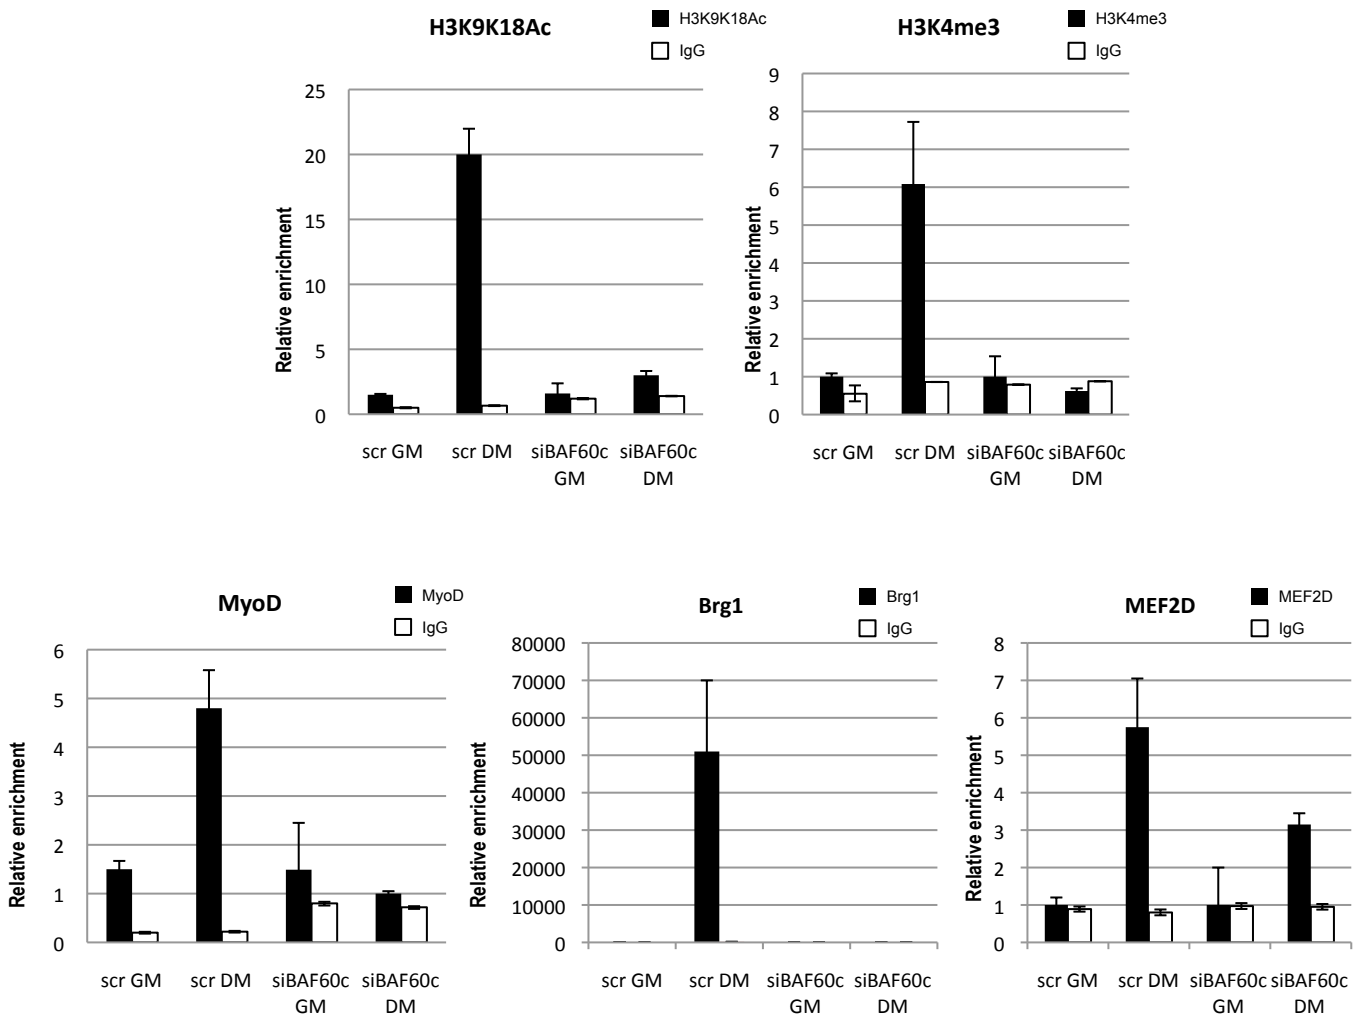 H3K9K18Ac
H3K9K18Ac
IgG
Relative enrichment
25
20
15
10
5
0
scr GM
scr DM
siBAF60c GM
siBAF60c DM
H3K4me3
H3K4me3
IgG
Relative enrichment
9
8
7
6
5
4
3
2
1
0
scr GM
scr DM
siBAF60c GM
siBAF60c DM
MyoD
MyoD
IgG
Relative enrichment
6
5
4
3
2
1
0
scr GM
scr DM
siBAF60c GM
siBAF60c DM
Brg1
Brg1
IgG
Relative enrichment
80000
70000
60000
50000
40000
30000
20000
10000
0
scr GM
scr DM
siBAF60c GM
siBAF60c DM
MEF2D
MEF2D
IgG
Relative enrichment
8
7
6
5
4
3
2
1
0
scr GM
scr DM
siBAF60c GM
siBAF60c DM